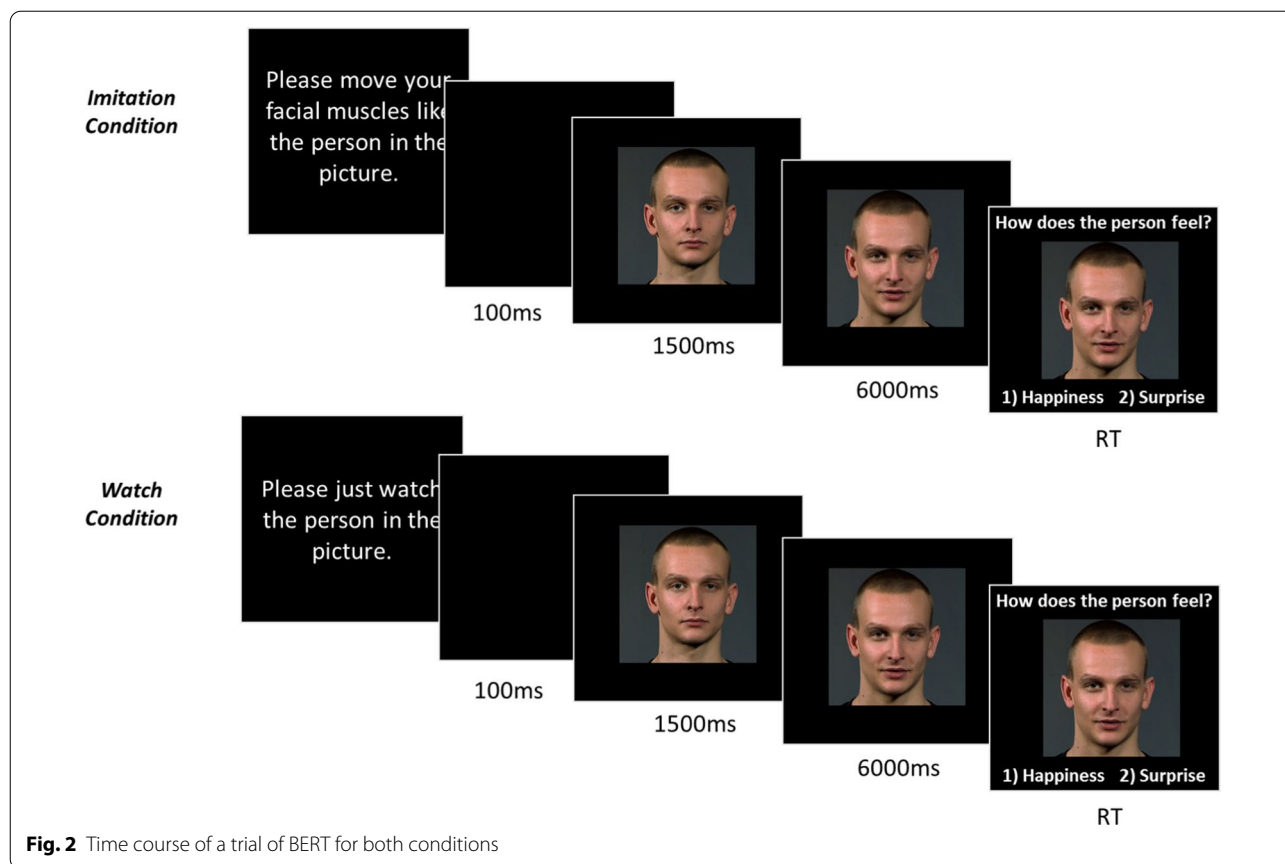 Imitation
Condition
Please move your
facial muscles like
the person in the
picture.
100ms
1500ms
6000ms
How does the person feel?
1) Happiness 2) Surprise
RT
Watch
Condition
Please just watch
the person in the
picture.
100ms
1500ms
6000ms
How does the person feel?
1) Happiness 2) Surprise
RT
Fig. 2 Time course of a trial of BERT for both conditions